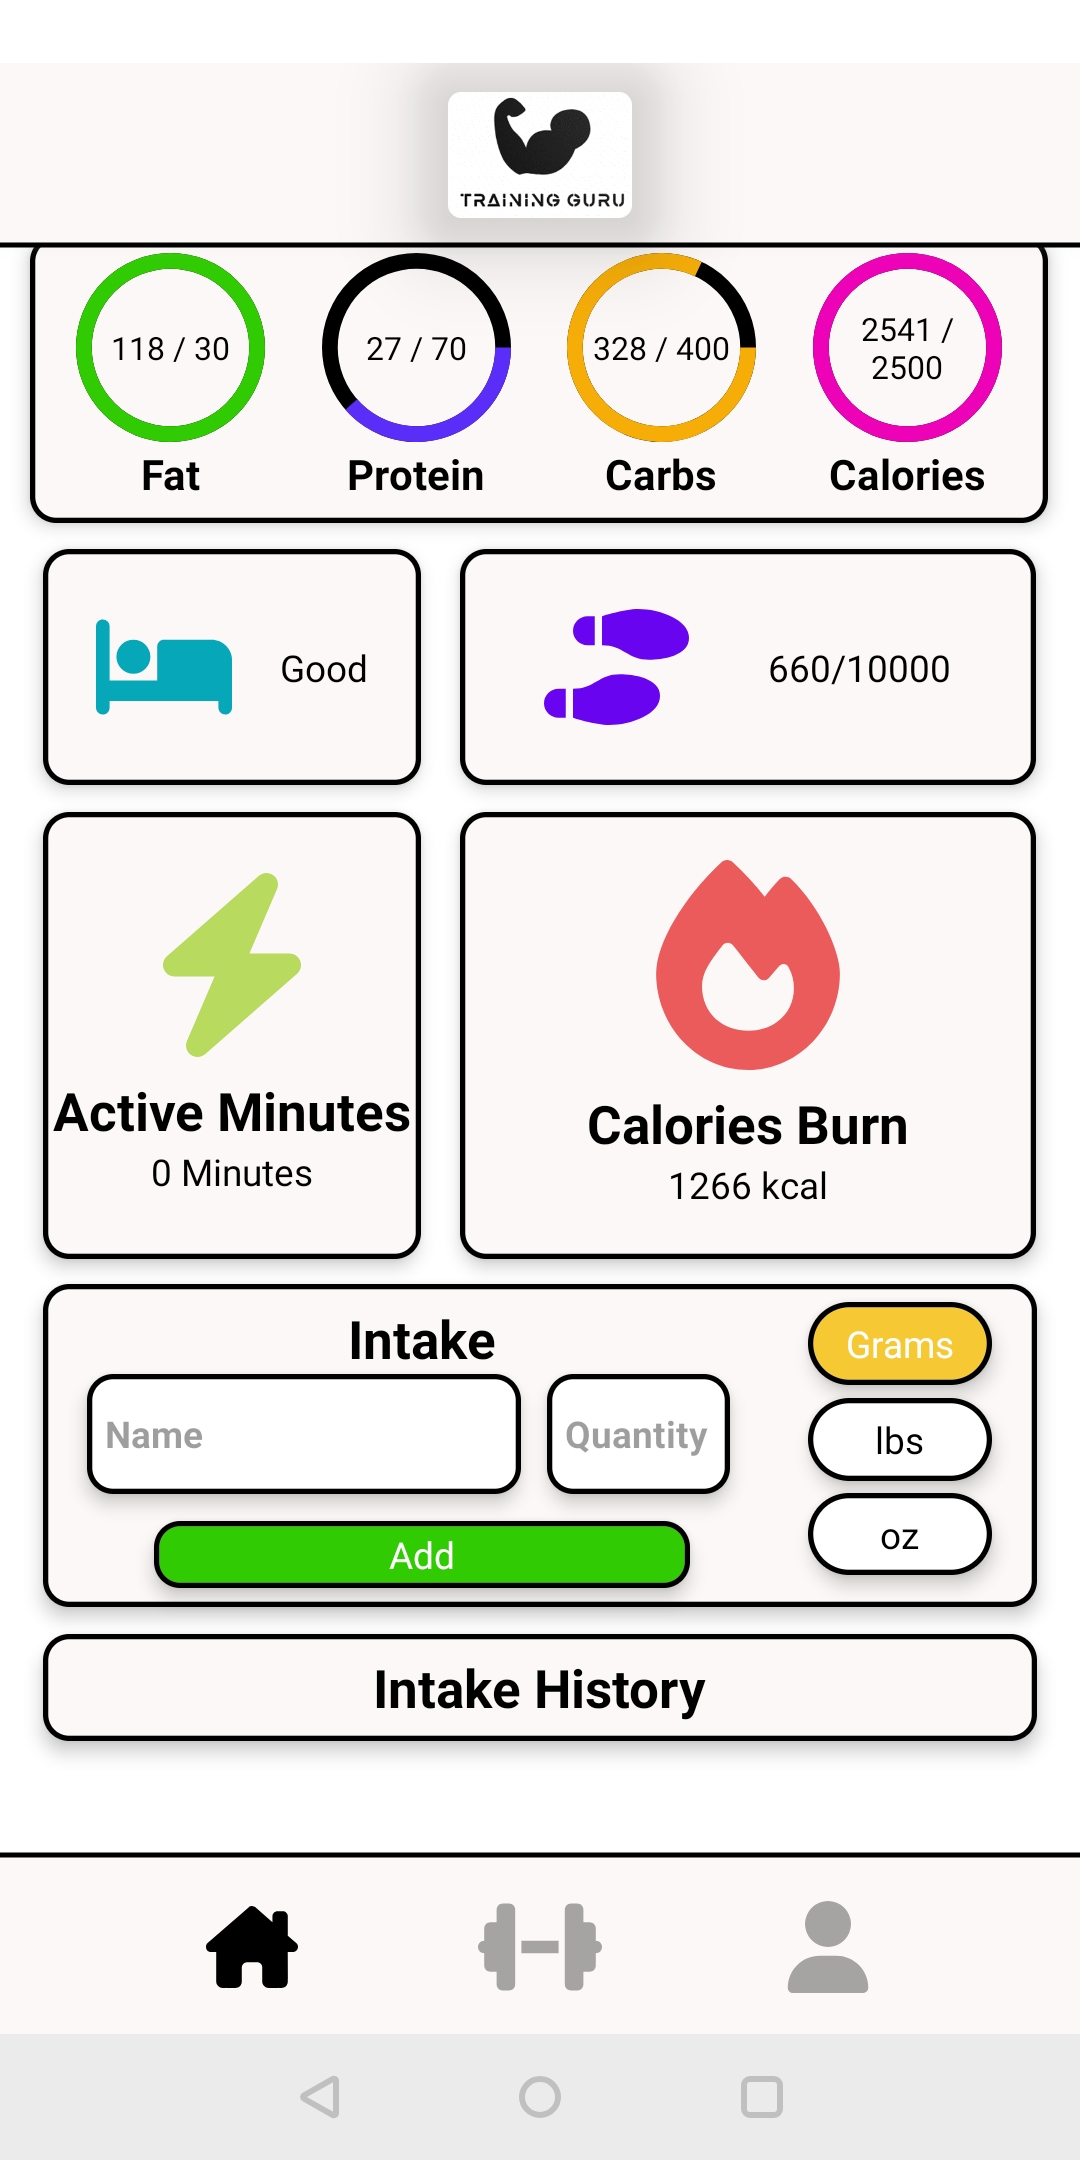 TRAINING GURU
118 / 30
27 / 70
328 / 400
2541 /
2500
Fat
Protein
Carbs
Calories
Good
660/10000
Active Minutes
0 Minutes
Calories Burn
1266 kcal
Intake
Name
Quantity
Add
Grams
lbs
oz
Intake History